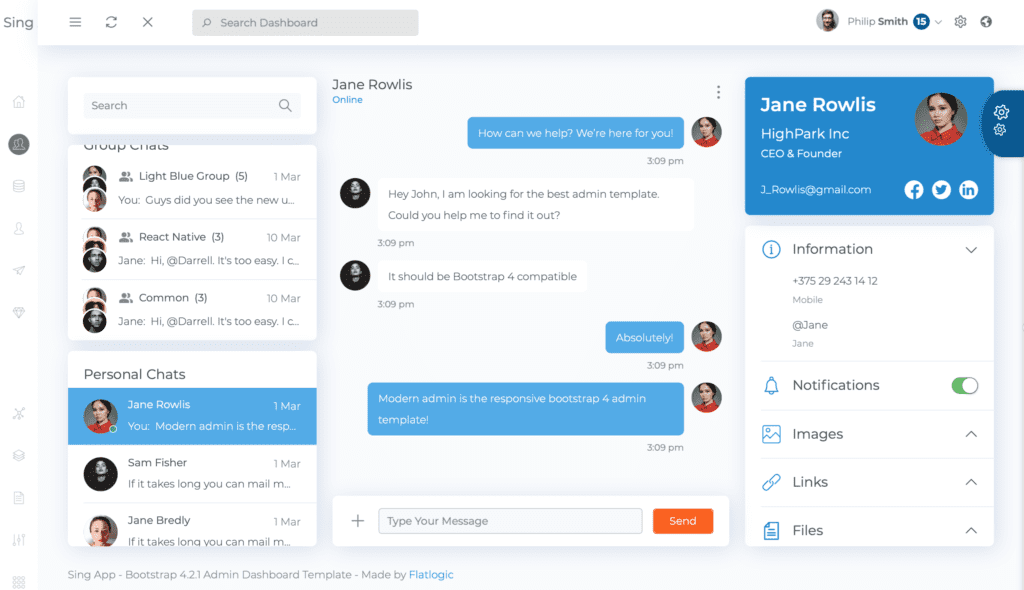 Sing
Search Dashboard
Philip Smith 15
Search
Group Chats
Light Blue Group (5) 1 Mar
You: Guys did you see the new u...
React Native (3) 10 Mar
Jane: Hi, @Darrell. It's too easy. I c...
Common (3) 10 Mar
Jane: Hi, @Darrell. It's too easy. I c...
Personal Chats
Jane Rowlis 1 Mar
You: Modern admin is the resp...
Sam Fisher 1 Mar
If it takes long you can mail m...
Jane Bredly 1 Mar
If it takes long you can mail m...
Jane Rowlis
Online
How can we help? We're here for you!
3:09 pm
Hey John, I am looking for the best admin template.
Could you help me to find it out?
3:09 pm
It should be Bootstrap 4 compatible
3:09 pm
Absolutely!
3:09 pm
Modern admin is the responsive bootstrap 4 admin
template!
3:09 pm
Type Your Message
Send
Jane Rowlis
HighPark Inc
CEO & Founder
J_Rowlis@gmail.com
Information
+375 29 243 14 12
Mobile
@Jane
Jane
Notifications
Images
Links
Files
Sing App - Bootstrap 4.2.1 Admin Dashboard Template - Made by Flatlogic